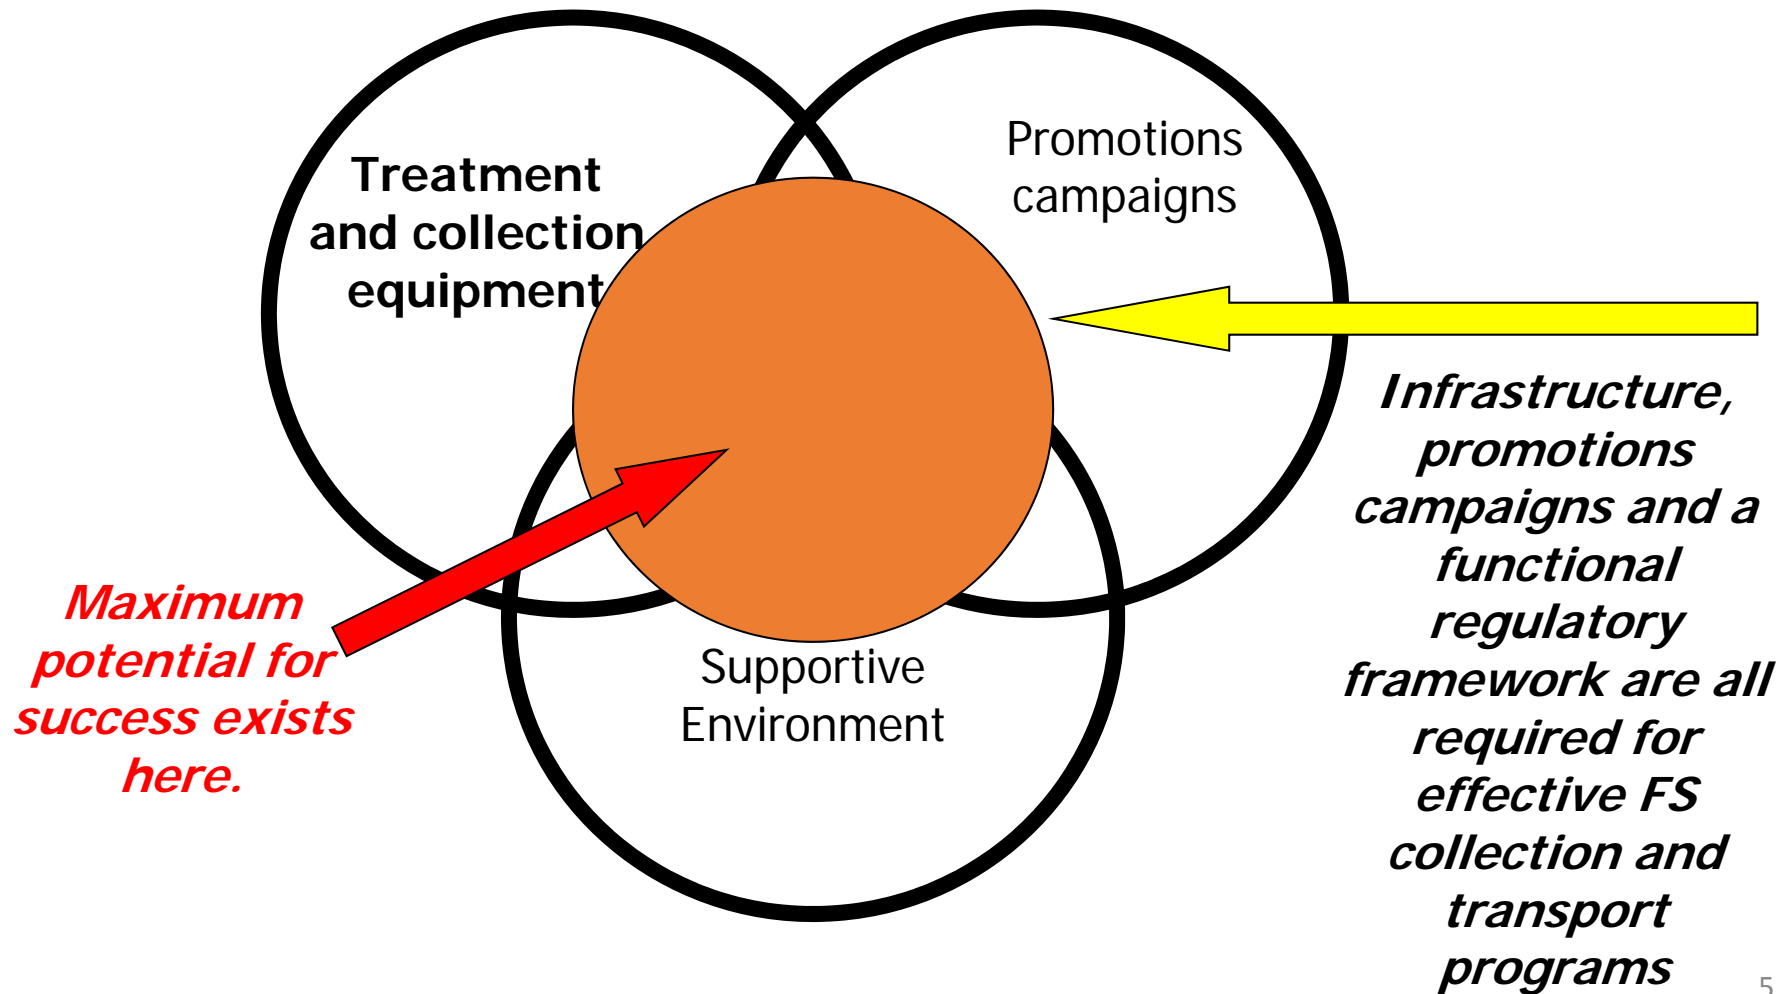 Treatment
and collection
equipment
Promotions
campaigns
Supportive
Environment
Maximum
potential for
success exists
here.
Infrastructure,
promotions
campaigns and a
functional
regulatory
framework are all
required for
effective FS
collection and
transport
programs
5